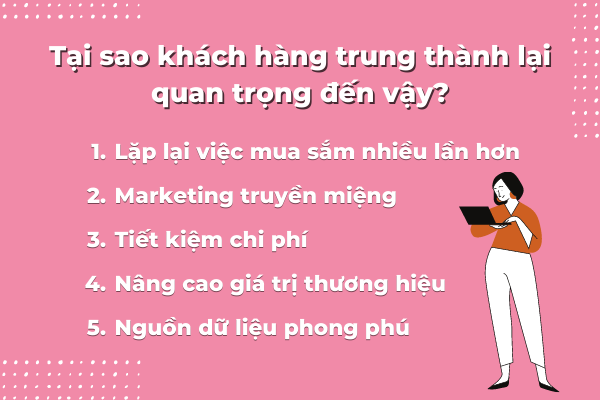 Tại sao khách hàng trung thành lại
quan trọng đến vậy?
1. Lặp lại việc mua sắm nhiều lần hơn
2. Marketing truyền miệng
3. Tiết kiệm chi phí
4. Nâng cao giá trị thương hiệu
5. Nguồn dữ liệu phong phú